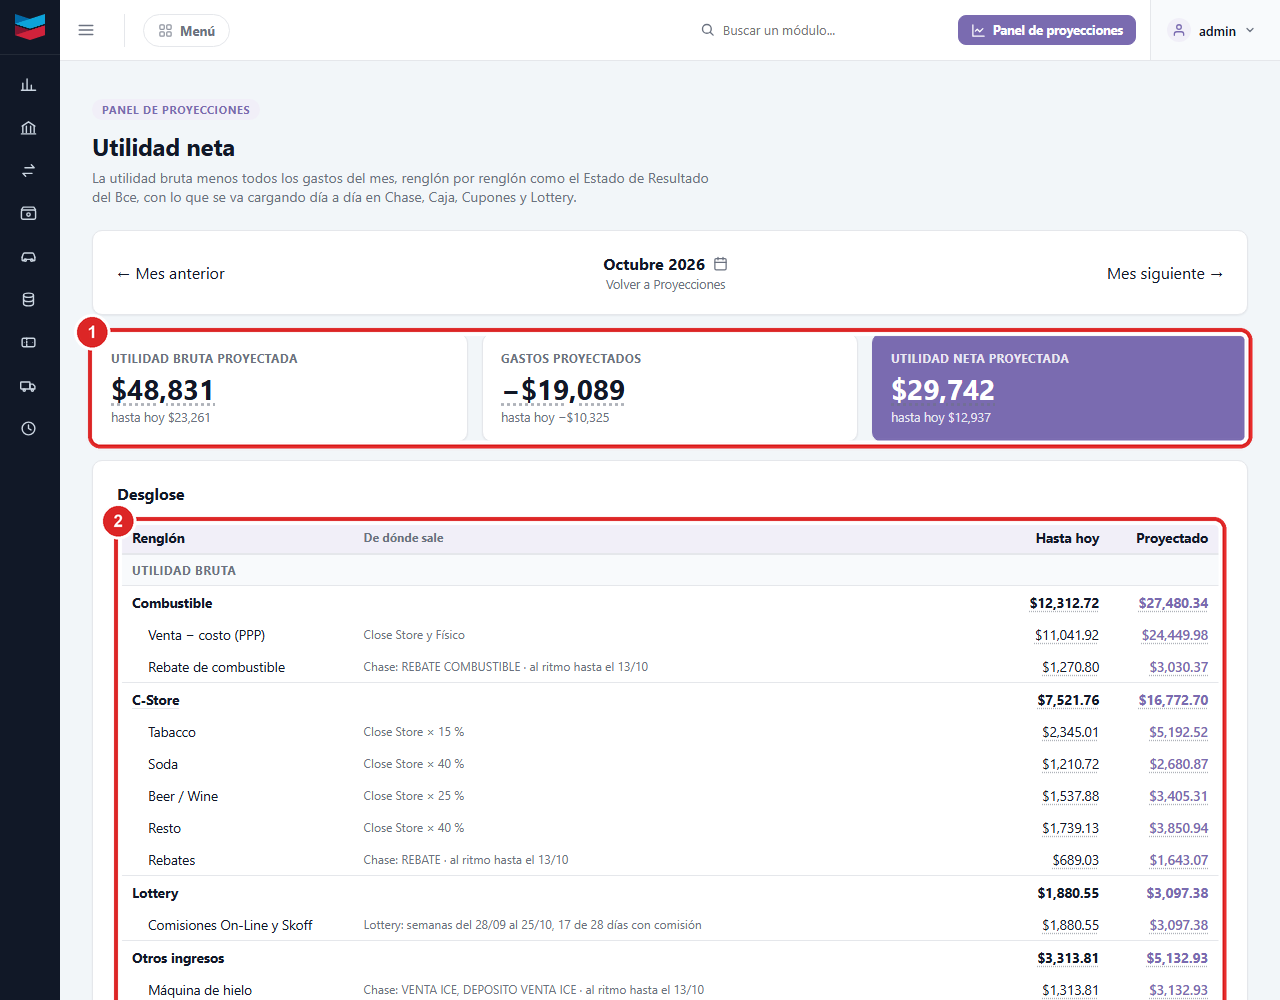 Menú
Buscar un módulo...
Panel de proyecciones
admin
PANEL DE PROYECCIONES
Utilidad neta
La utilidad bruta menos todos los gastos del mes, renglón por renglón como el Estado de Resultado
del Bce, con lo que se va cargando día a día en Chase, Caja, Cupones y Lottery.
← Mes anterior
Octubre 2026
Volver a Proyecciones
Mes siguiente →
1
UTILIDAD BRUTA PROYECTADA
$48,831
hasta hoy $23,261
GASTOS PROYECTADOS
−$19,089
hasta hoy −$10,325
UTILIDAD NETA PROYECTADA
$29,742
hasta hoy $12,937
Desglose
2
Renglón De dónde sale Hasta hoy Proyectado
UTILIDAD BRUTA
Combustible $12,312.72 $27,480.34
Venta − costo (PPP) Close Store y Físico $11,041.92 $24,449.98
Rebate de combustible Chase: REBATE COMBUSTIBLE · al ritmo hasta el 13/10 $1,270.80 $3,030.37
C-Store $7,521.76 $16,772.70
Tabacco Close Store × 15 % $2,345.01 $5,192.52
Soda Close Store × 40 % $1,210.72 $2,680.87
Beer / Wine Close Store × 25 % $1,537.88 $3,405.31
Resto Close Store × 40 % $1,739.13 $3,850.94
Rebates Chase: REBATE · al ritmo hasta el 13/10 $689.03 $1,643.07
Lottery $1,880.55 $3,097.38
Comisiones On-Line y Skoff Lottery: semanas del 28/09 al 25/10, 17 de 28 días con comisión $1,880.55 $3,097.38
Otros ingresos $3,313.81 $5,132.93
Máquina de hielo Chase: VENTA ICE, DEPOSITO VENTA ICE · al ritmo hasta el 13/10 $1,313.81 $3,132.93